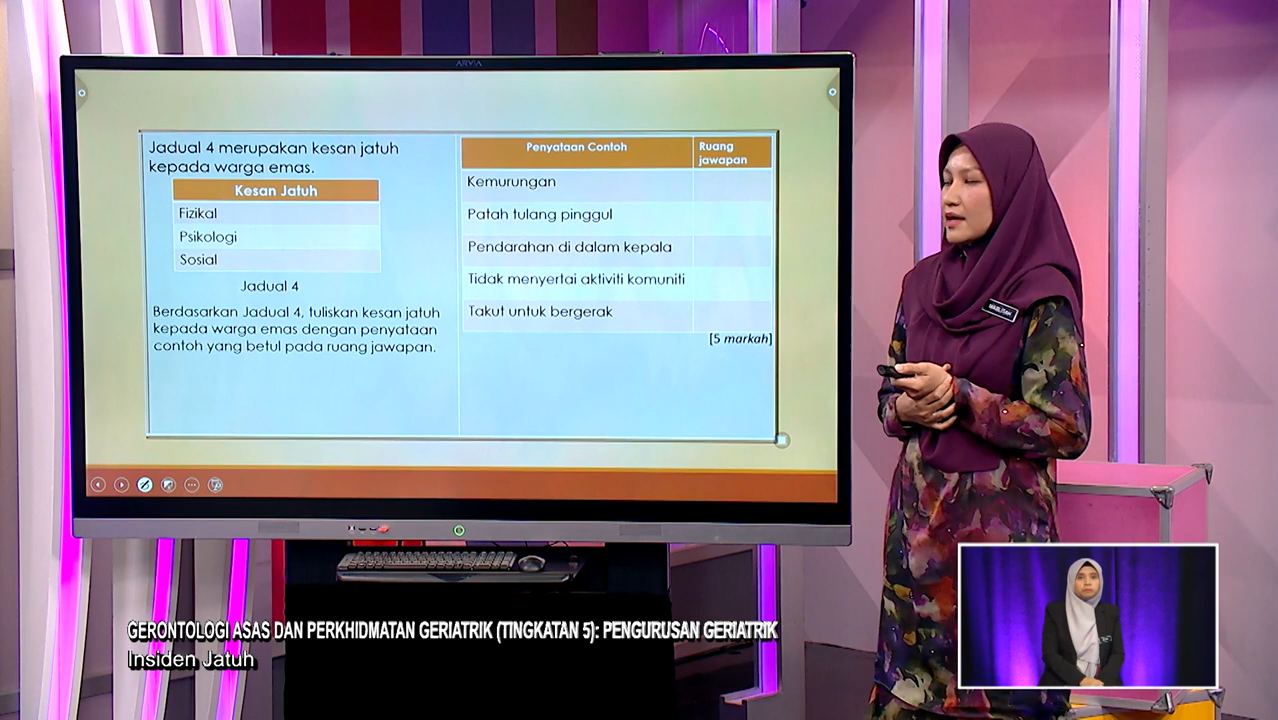 ARVIA
Jadual 4 merupakan kesan jatuh
kepada warga emas.
Kesan Jatuh
Fizikal
Psikologi
Sosial
Jadual 4
Berdasarkan Jadual 4, tuliskan kesan jatuh
kepada warga emas dengan penyataan
contoh yang betul pada ruang jawapan.
Penyataan Contoh
Ruang
jawapan
Kemurungan
Patah tulang pinggul
Pendarahan di dalam kepala
Tidak menyertai aktiviti komuniti
Takut untuk bergerak
[5 markah]
GERONTOLOGI ASAS DAN PERKHIDMATAN GERIATRIK (TINGKATAN 5): PENGURUSAN GERIATRIK
Insiden Jatuh